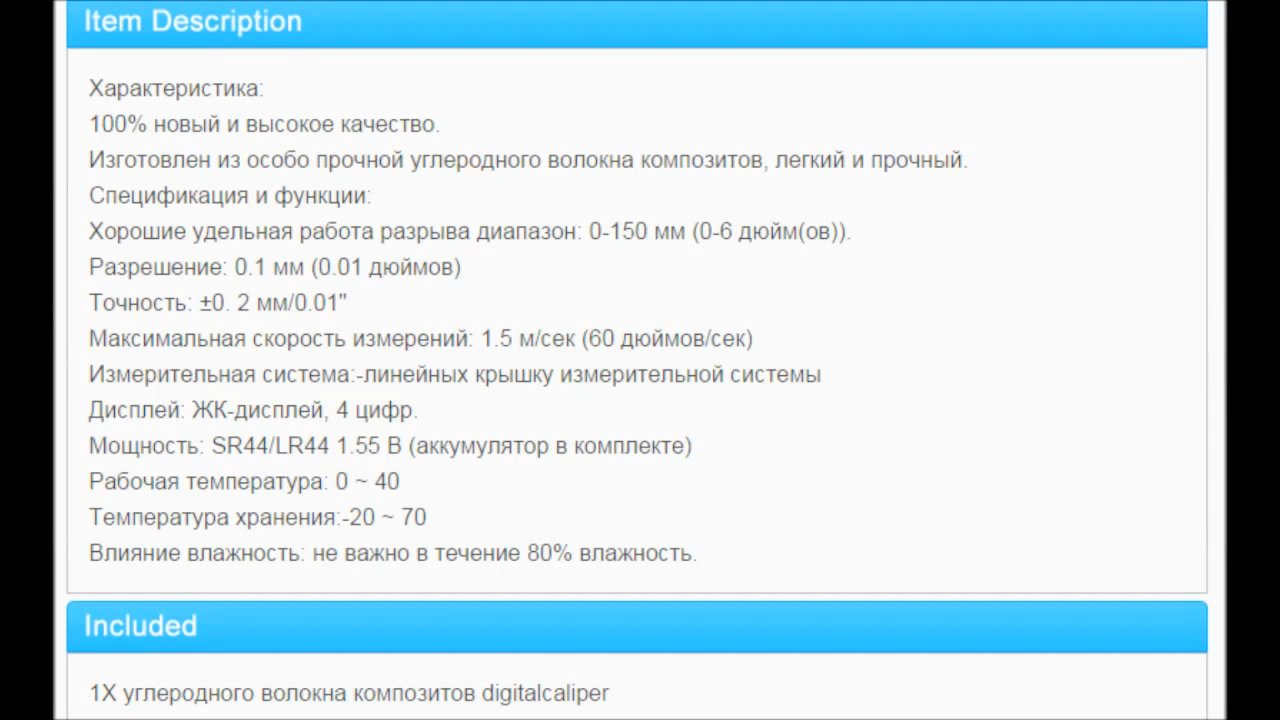 Item Description
Характеристика:
100% новый и высокое качество.
Изготовлен из особо прочной углеродного волокна композитов, легкий и прочный.
Спецификация и функции:
Хорошие удельная работа разрыва диапазон: 0-150 мм (0-6 дюйм(ов)).
Разрешение: 0.1 мм (0.01 дюймов)
Точность: ±0. 2 мм/0.01"
Максимальная скорость измерений: 1.5 м/сек (60 дюймов/сек)
Измерительная система:-линейных крышку измерительной системы
Дисплей: ЖК-дисплей, 4 цифр.
Мощность: SR44/LR44 1.55 В (аккумулятор в комплекте)
Рабочая температура: 0 ~ 40
Температура хранения:-20 ~ 70
Влияние влажность: не важно в течение 80% влажность.
Included
1X углеродного волокна композитов digitalcaliper